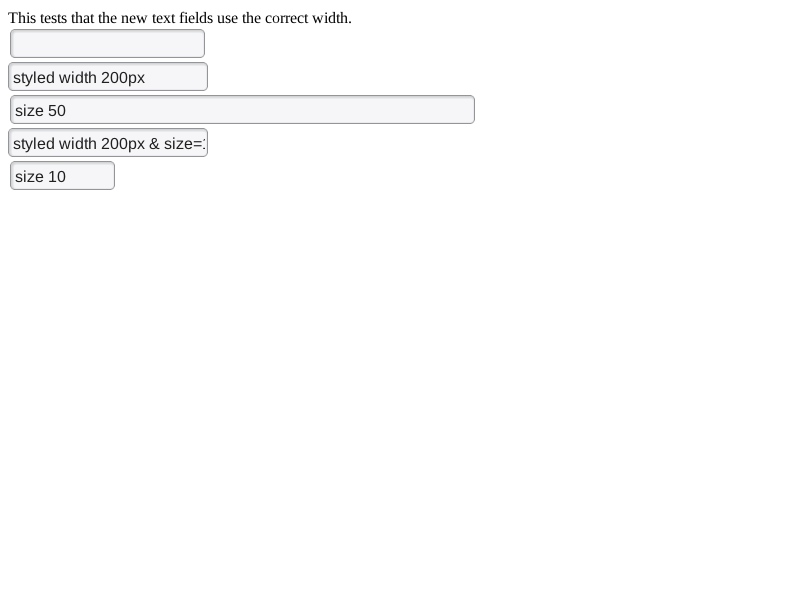 This tests that the new text fields use the correct width.
styled width 200px
size 50
styled width 200px & size=
size 10